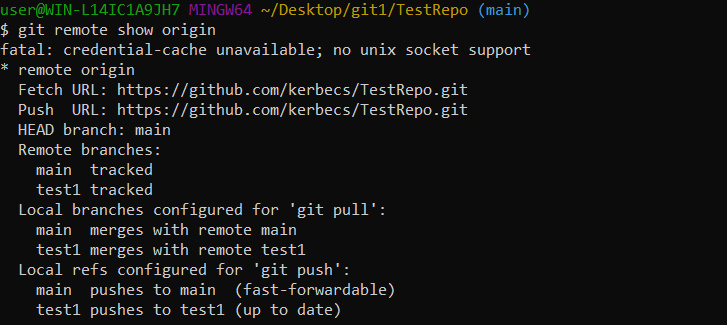 user@WIN-L14IC1A9JH7 MINGW64 ~/Desktop/git1/TestRepo (main)
$ git remote show origin
fatal: credential-cache unavailable; no unix socket support
* remote origin
  Fetch URL: https://github.com/kerbecs/TestRepo.git
  Push  URL: https://github.com/kerbecs/TestRepo.git
  HEAD branch: main
  Remote branches:
    main  tracked
    test1 tracked
  Local branches configured for 'git pull':
    main  merges with remote main
    test1 merges with remote test1
  Local refs configured for 'git push':
    main  pushes to main  (fast-forwardable)
    test1 pushes to test1 (up to date)